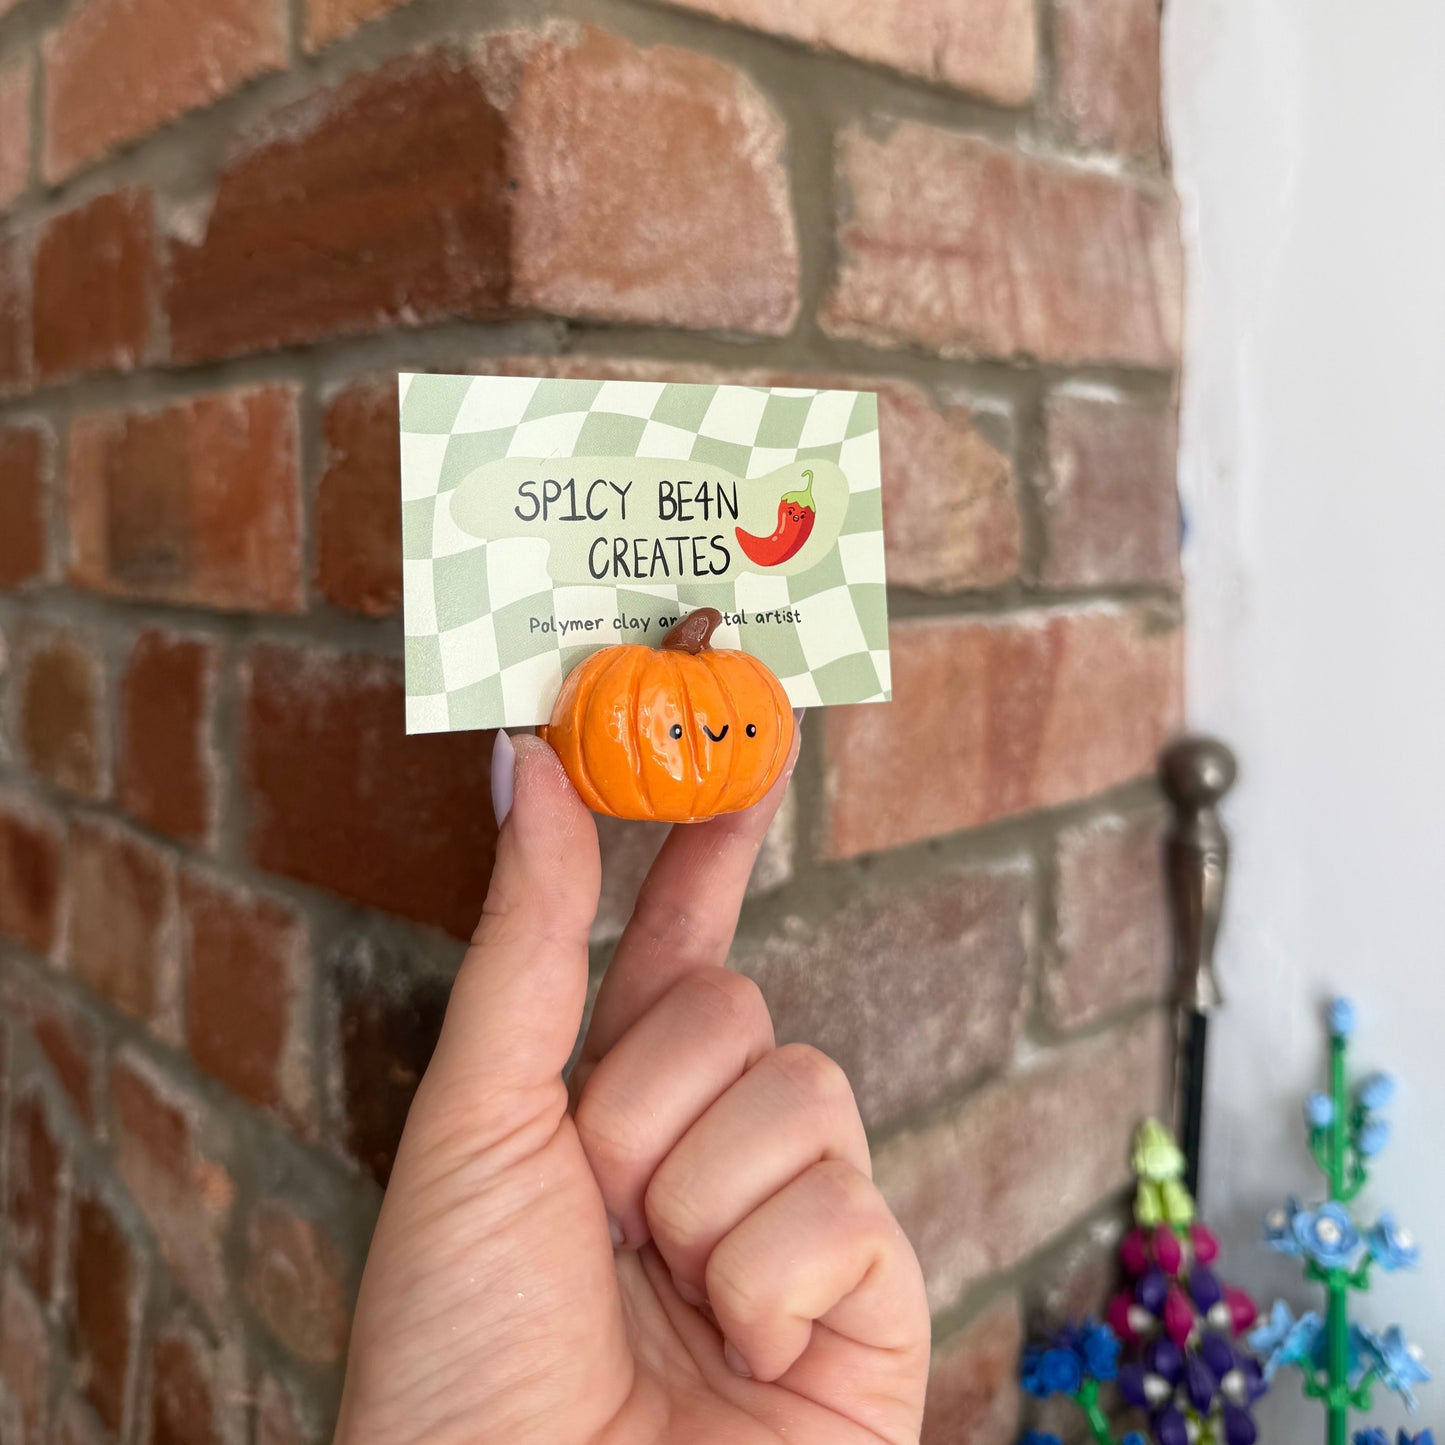 SP1CY BE4N
CREATES
Polymer clay artist